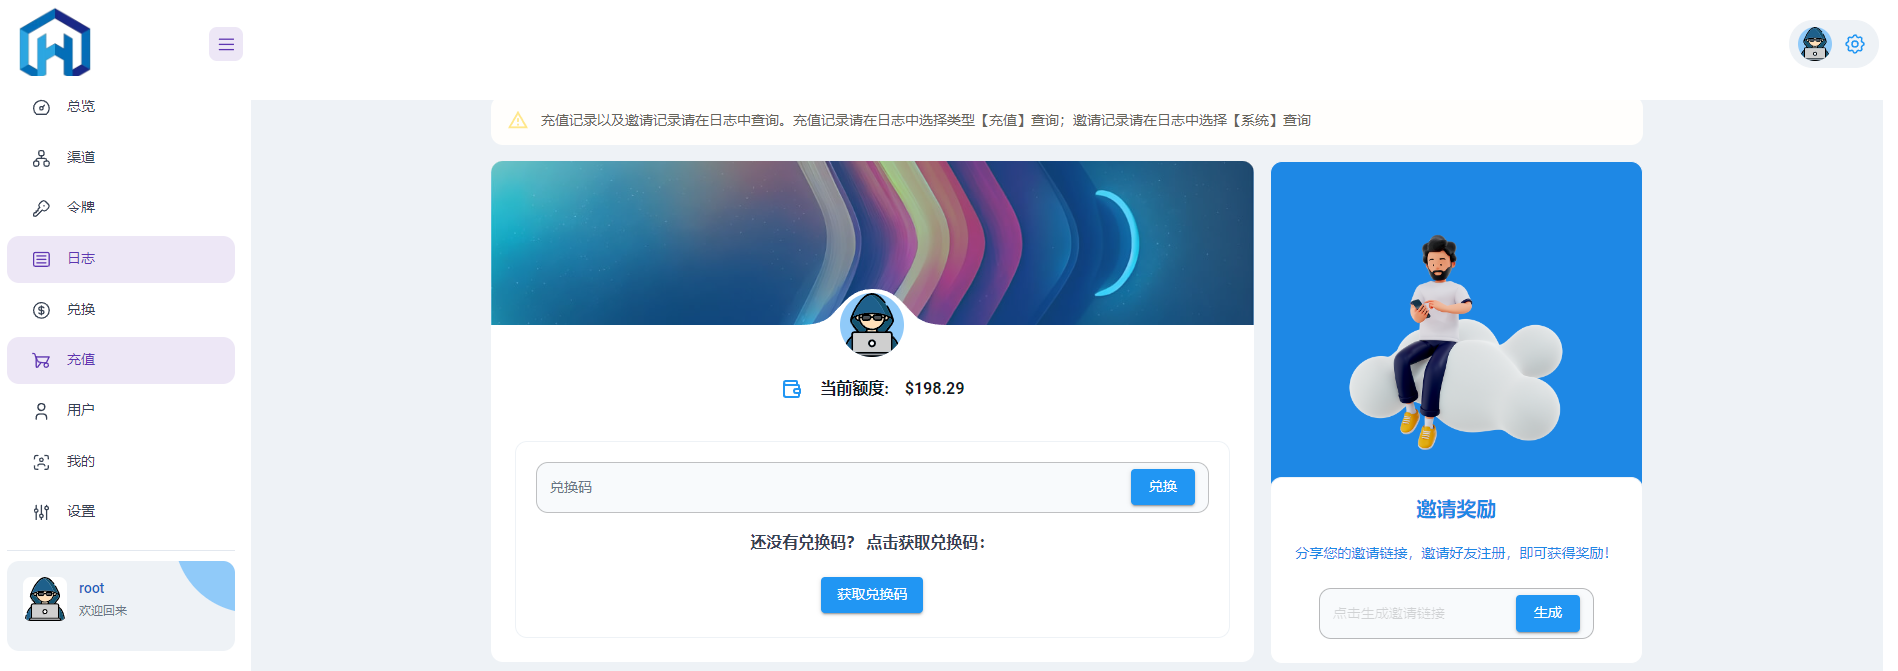 总览
渠道
令牌
日志
兑换
充值
用户
我的
设置
root
欢迎回来
充值记录以及邀请记录请在日志中查询。充值记录请在日志中选择类型【充值】查询；邀请记录请在日志中选择【系统】查询
当前额度： $198.29
兑换码
兑换
还没有兑换码？ 点击获取兑换码：
获取兑换码
邀请奖励
分享您的邀请链接，邀请好友注册，即可获得奖励！
点击生成邀请链接
生成